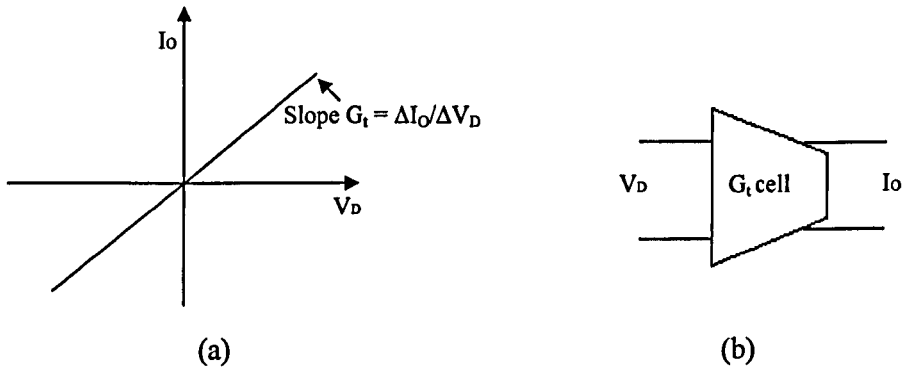 Io
Slope Gt = ΔIO/ΔVD
VD
(a)
VD
Gt cell
Io
(b)